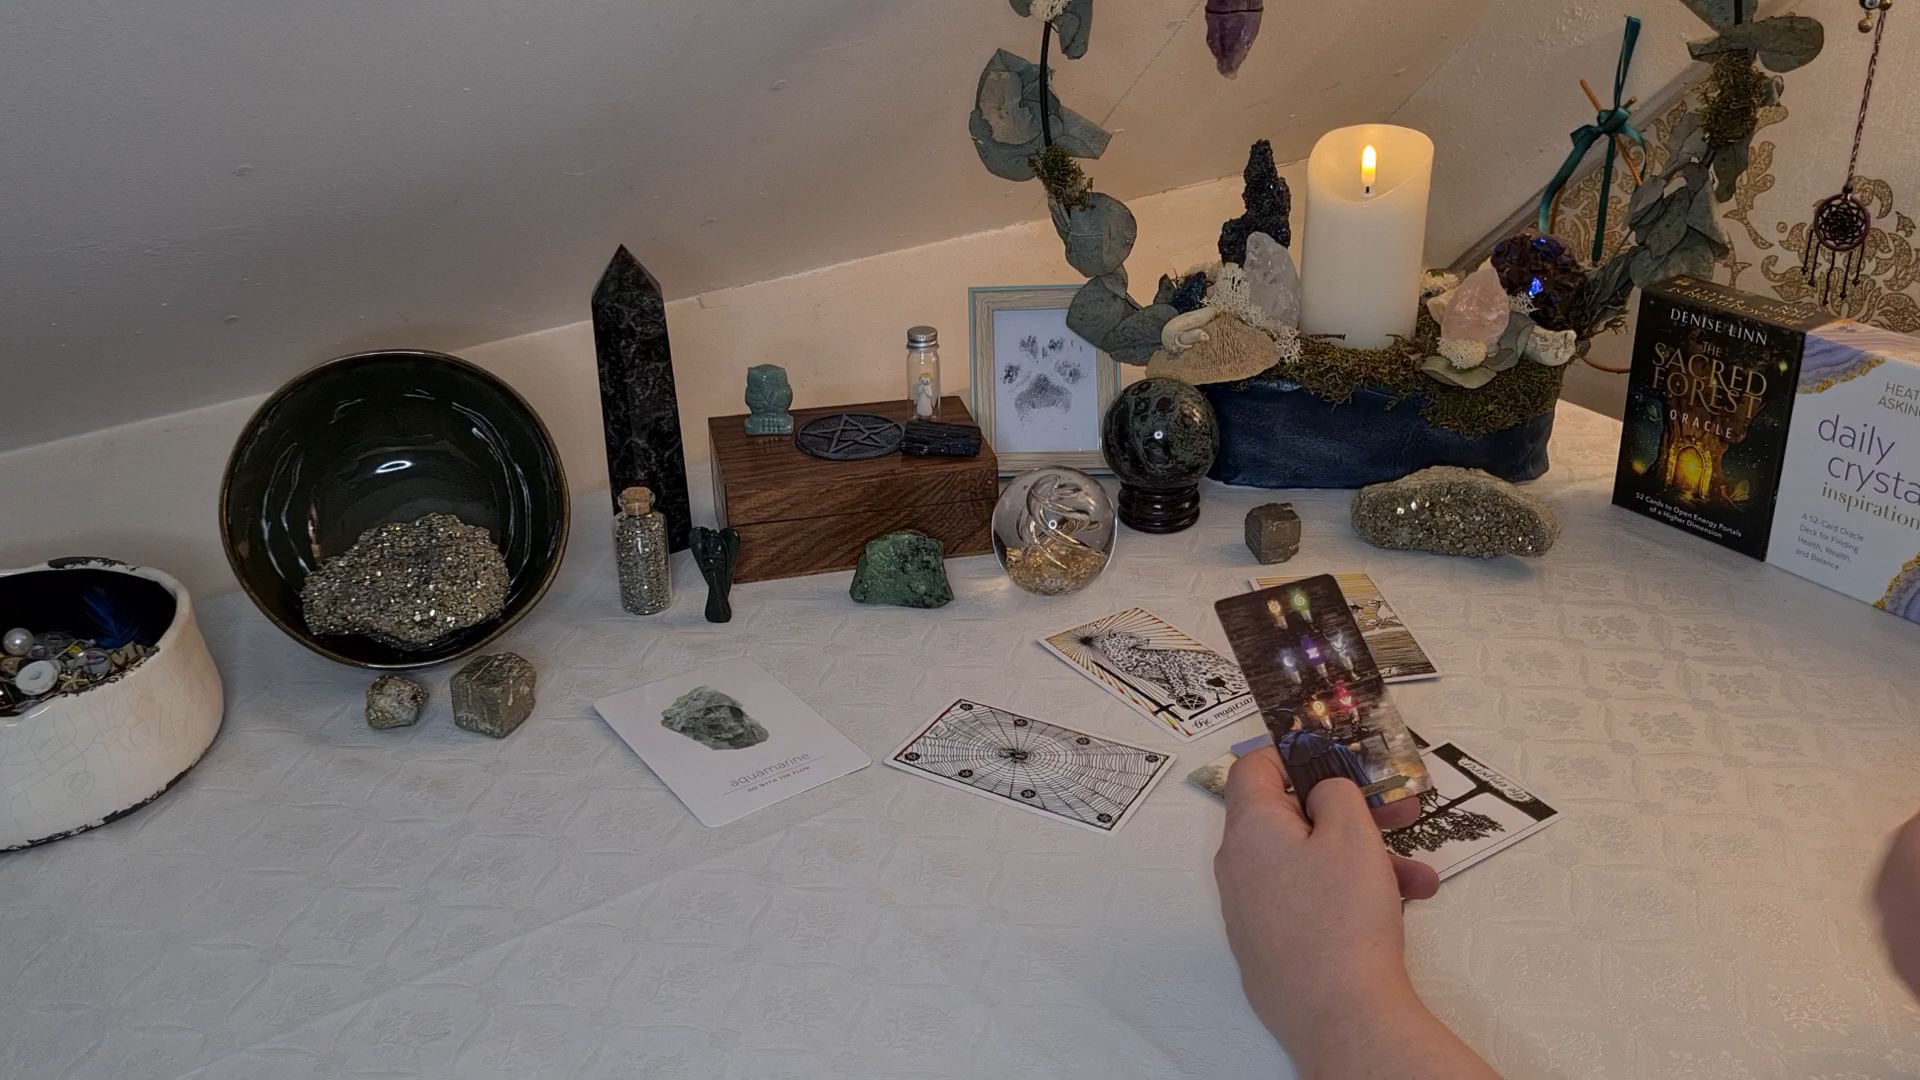 DENISE LINN
THE
SACRED
FOREST
ORACLE
52 Cards to Open Energy Portals
of a Higher Dimension
HEAT
ASKIN
daily
crysta
inspiration
A 52-Card Oracle
Deck for Finding
Health, Wealth,
and Balance
the magician
aquamarine
GO WITH THE FLOW